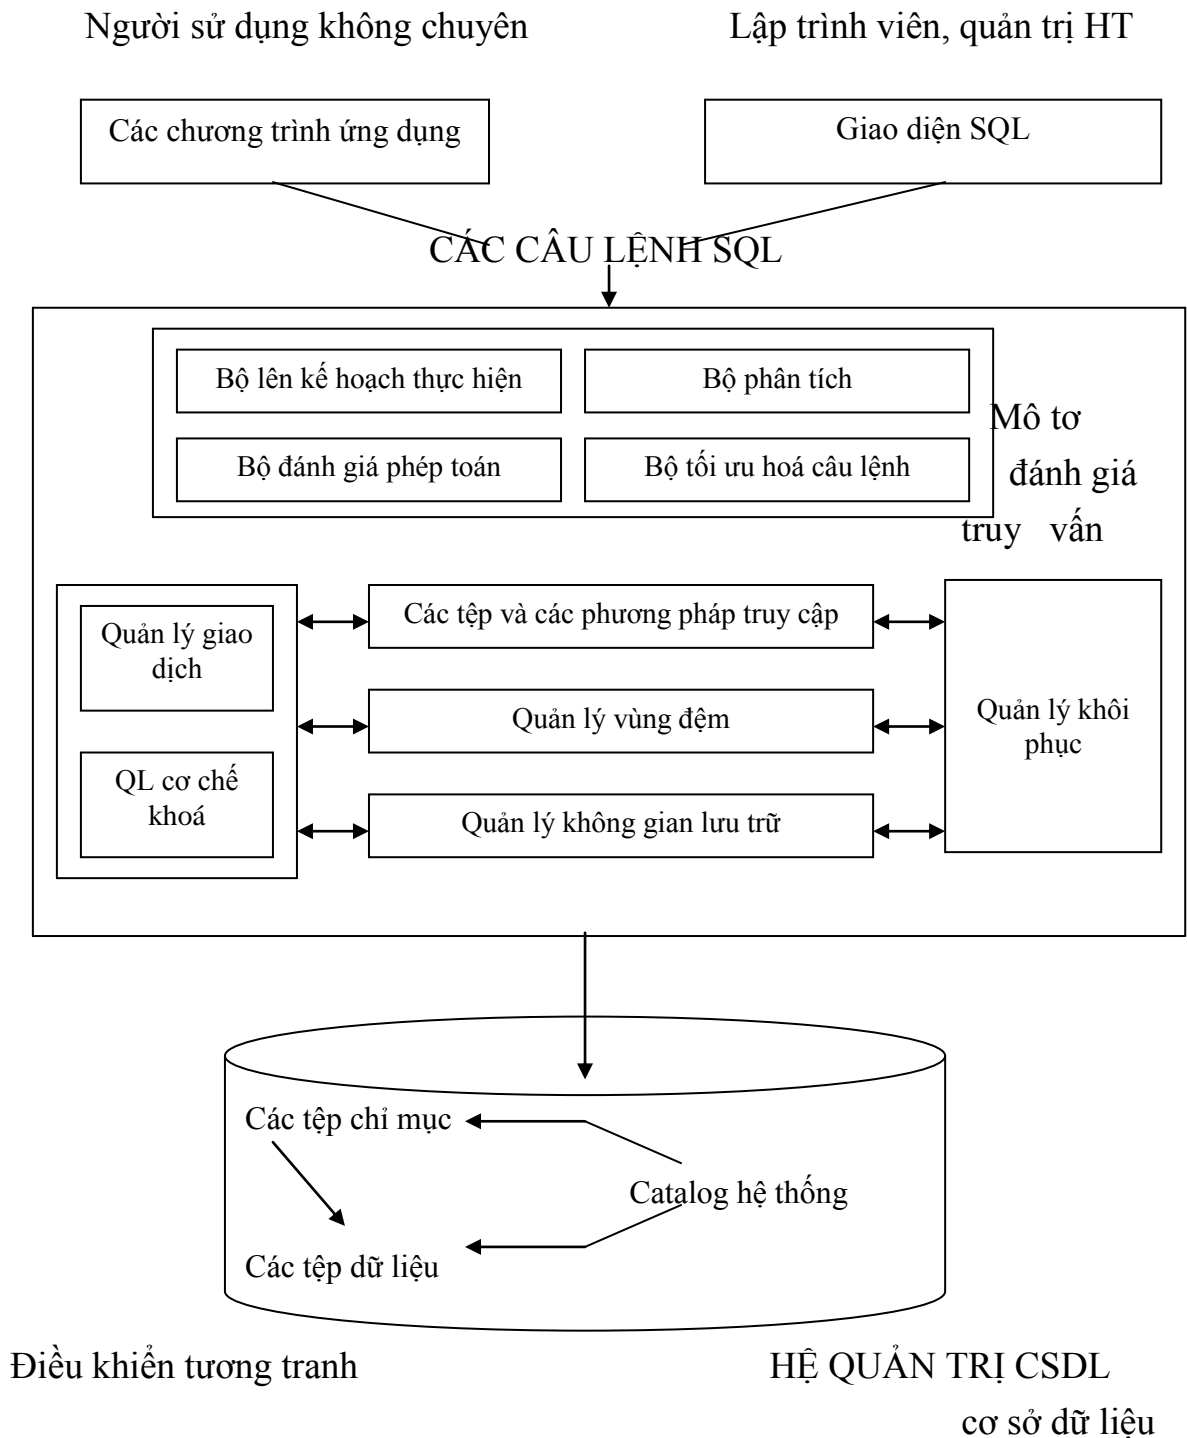 Người sử dụng không chuyên
Lập trình viên, quản trị HT
Các chương trình ứng dụng
Giao diện SQL
CÁC CÂU LỆNH SQL
Bộ lên kế hoạch thực hiện
Bộ phân tích
Bộ đánh giá phép toán
Bộ tối ưu hoá câu lệnh
Mô tơ
đánh giá
truy vấn
Quản lý giao
dịch
QL cơ chế
khoá
Các tệp và các phương pháp truy cập
Quản lý vùng đệm
Quản lý không gian lưu trữ
Quản lý khôi
phục
Các tệp chỉ mục
Catalog hệ thống
Các tệp dữ liệu
Điều khiển tương tranh
HỆ QUẢN TRỊ CSDL
cơ sở dữ liệu